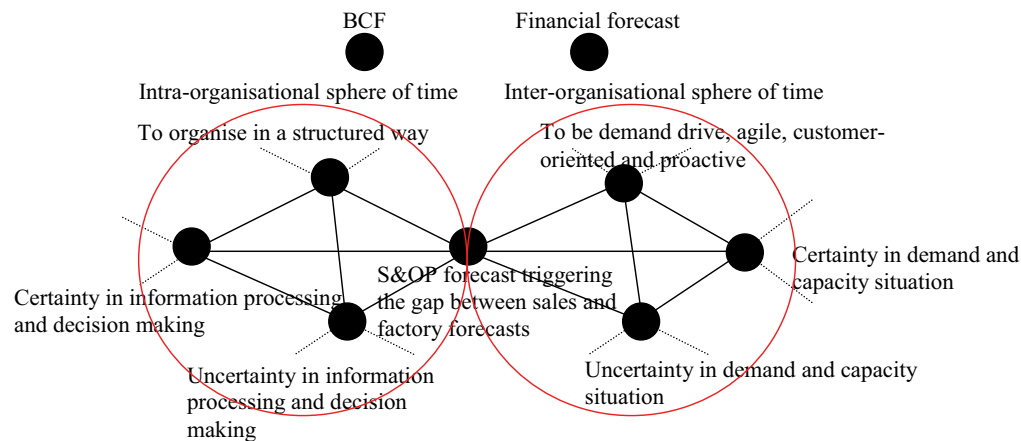 BCF
Financial forecast
Intra-organisational sphere of time
Inter-organisational sphere of time
To organise in a structured way
To be demand drive, agile, customer-
oriented and proactive
S&OP forecast triggering
the gap between sales and
factory forecasts
Certainty in demand and
capacity situation
Certainty in information processing
and decision making
Uncertainty in information
processing and decision
making
Uncertainty in demand and capacity
situation